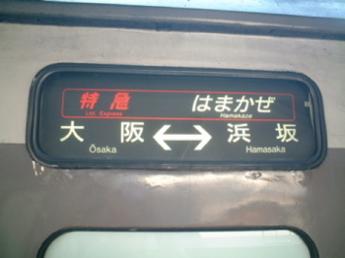 特急 はまかぜ
Ltd. Express Hamakaze
大阪 ↔ 浜坂
Ōsaka Hamasaka